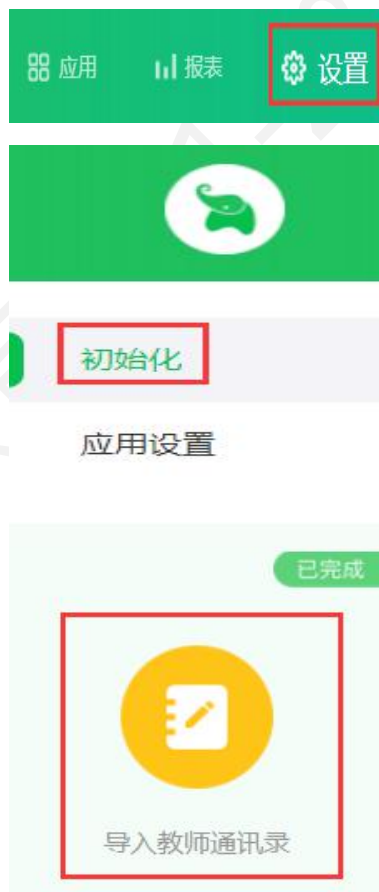 应用 报表 设置
初始化
应用设置
已完成
导入教师通讯录